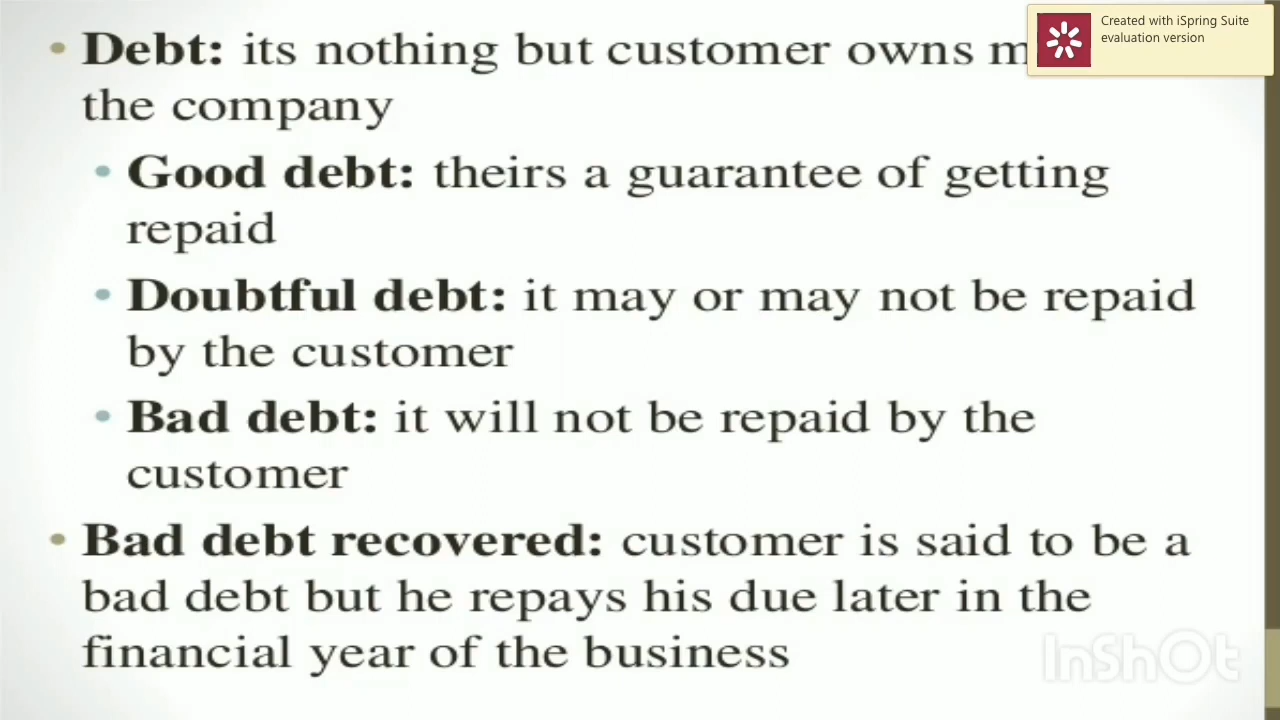 • Debt: its nothing but customer owns m
the company
• Good debt: theirs a guarantee of getting
repaid
• Doubtful debt: it may or may not be repaid
by the customer
• Bad debt: it will not be repaid by the
customer
• Bad debt recovered: customer is said to be a
bad debt but he repays his due later in the
financial year of the business
Created with iSpring Suite
evaluation version
InShOt